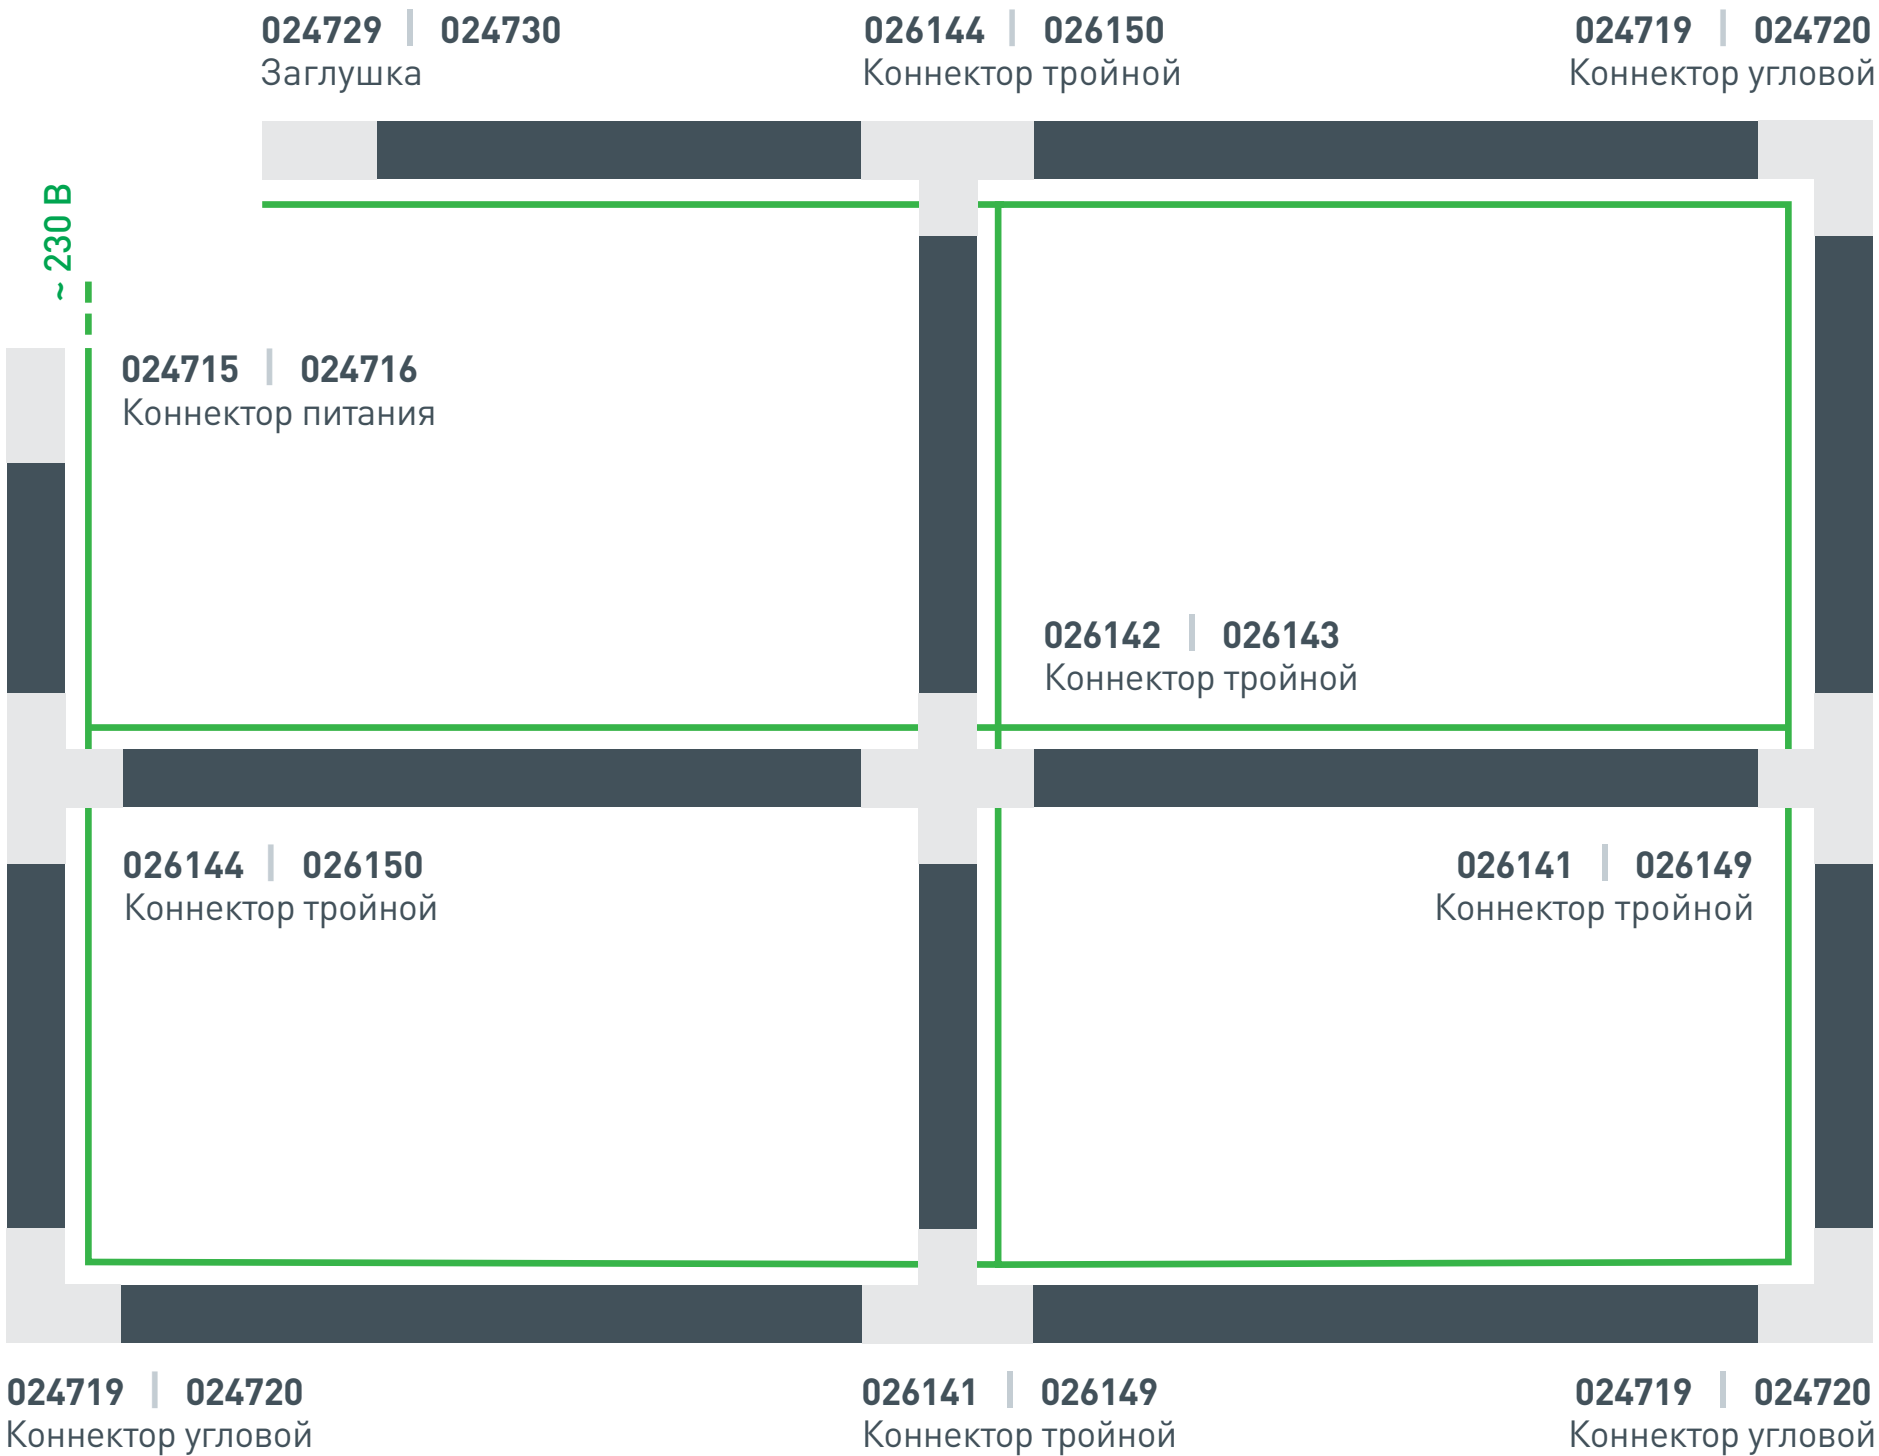 024729 | 024730
Заглушка
026144 | 026150
Коннектор тройной
024719 | 024720
Коннектор угловой
~ 230 В
024715 | 024716
Коннектор питания
026142 | 026143
Коннектор тройной
026144 | 026150
Коннектор тройной
026141 | 026149
Коннектор тройной
024719 | 024720
Коннектор угловой
026141 | 026149
Коннектор тройной
024719 | 024720
Коннектор угловой